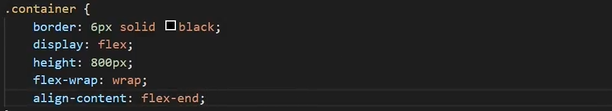 .container {
border: 6px solid black;
display: flex;
height: 800px;
flex-wrap: wrap;
align-content: flex-end;